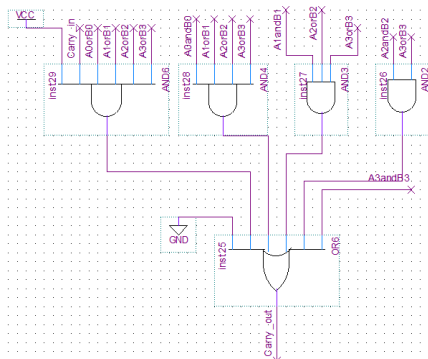 VCC
Carry_in
A0orB0
A1orB1
A2orB2
A3orB3
inst29
AND6
A0andB0
A1orB1
A2orB2
A3orB3
inst28
AND4
A1andB1
A2orB2
A3orB3
inst27
AND3
A2andB2
A3orB3
inst26
AND2
A3andB3
GND
inst25
OR6
Carry_out